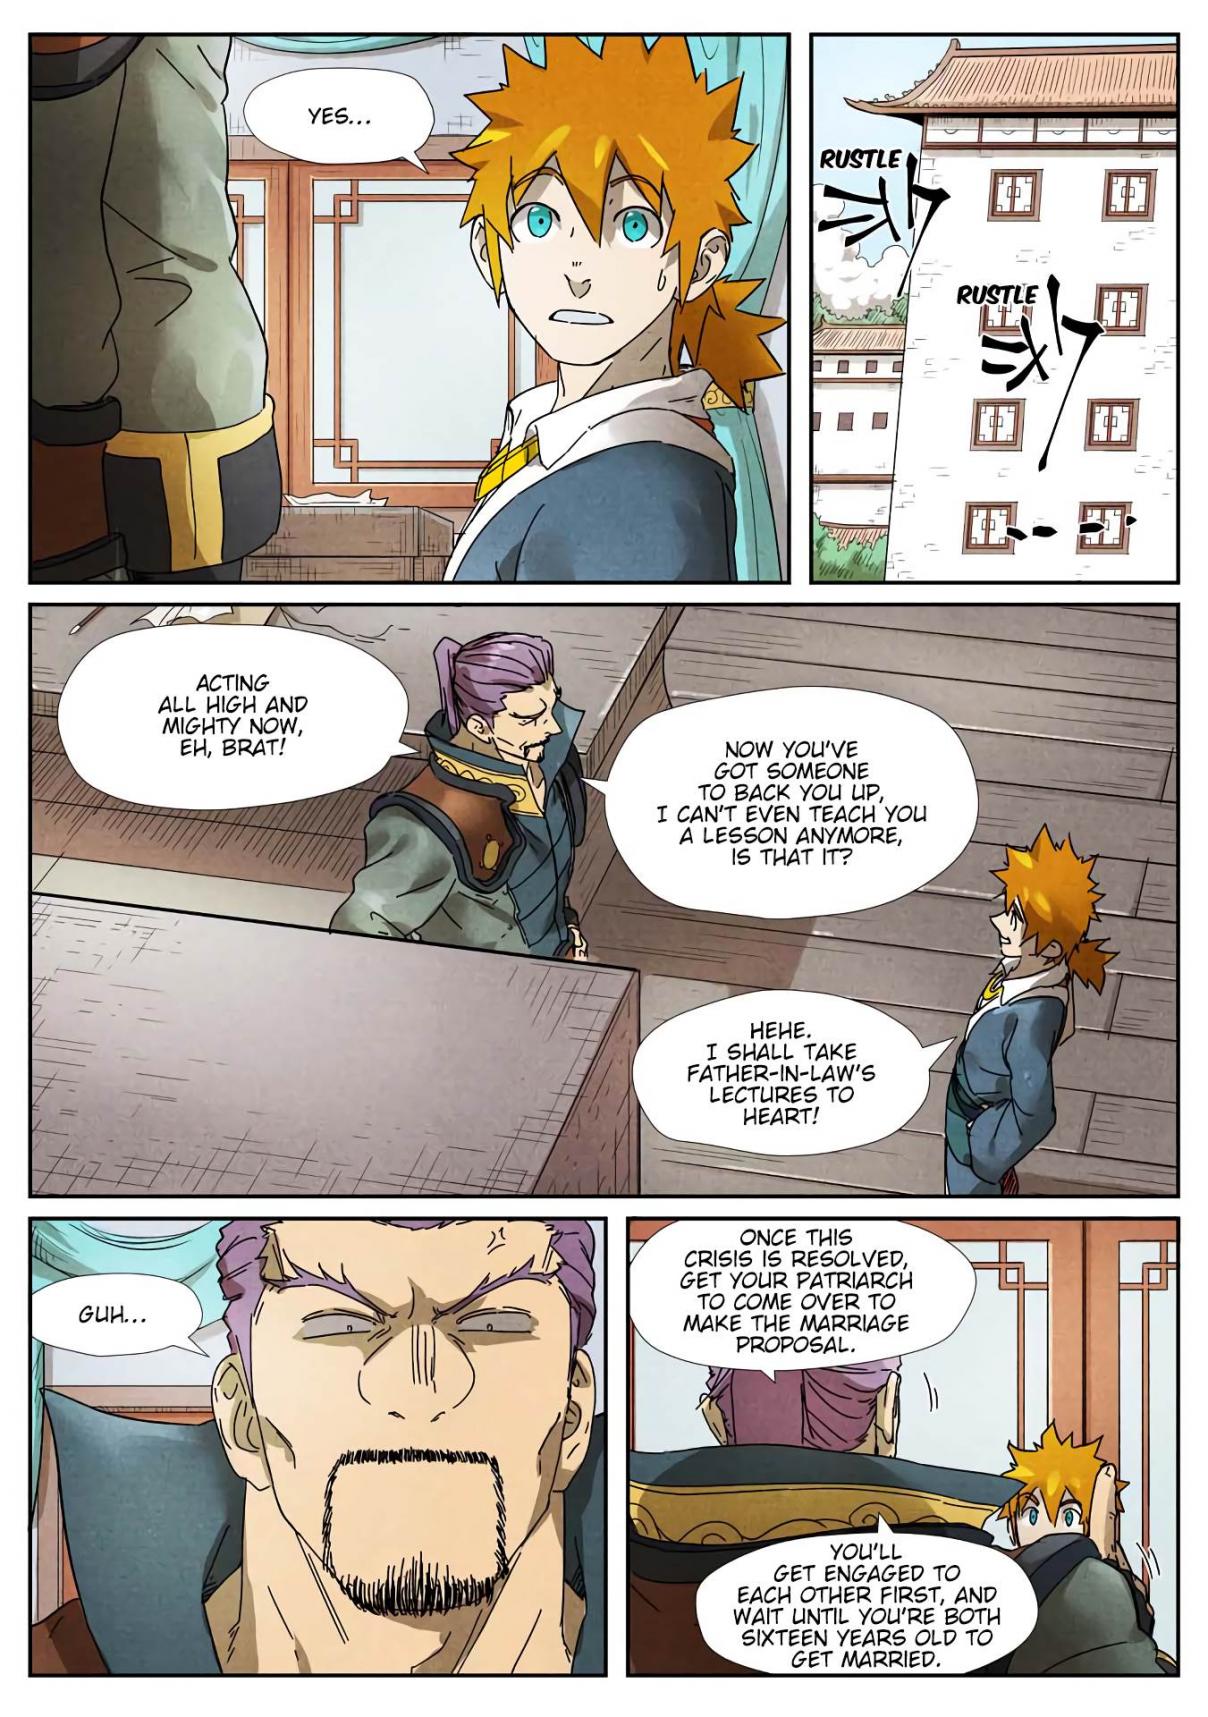 YES...
RUSTLE
RUSTLE
ACTING
ALL HIGH AND
MIGHTY NOW,
EH, BRAT!
NOW YOU'VE
GOT SOMEONE
TO BACK YOU UP,
I CAN'T EVEN TEACH YOU
A LESSON ANYMORE,
IS THAT IT?
HEHE.
I SHALL TAKE
FATHER-IN-LAW'S
LECTURES TO
HEART!
GUH...
ONCE THIS
CRISIS IS RESOLVED,
GET YOUR PATRIARCH
TO COME OVER TO
MAKE THE MARRIAGE
PROPOSAL.
YOU'LL
GET ENGAGED TO
EACH OTHER FIRST, AND
WAIT UNTIL YOU'RE BOTH
SIXTEEN YEARS OLD TO
GET MARRIED.